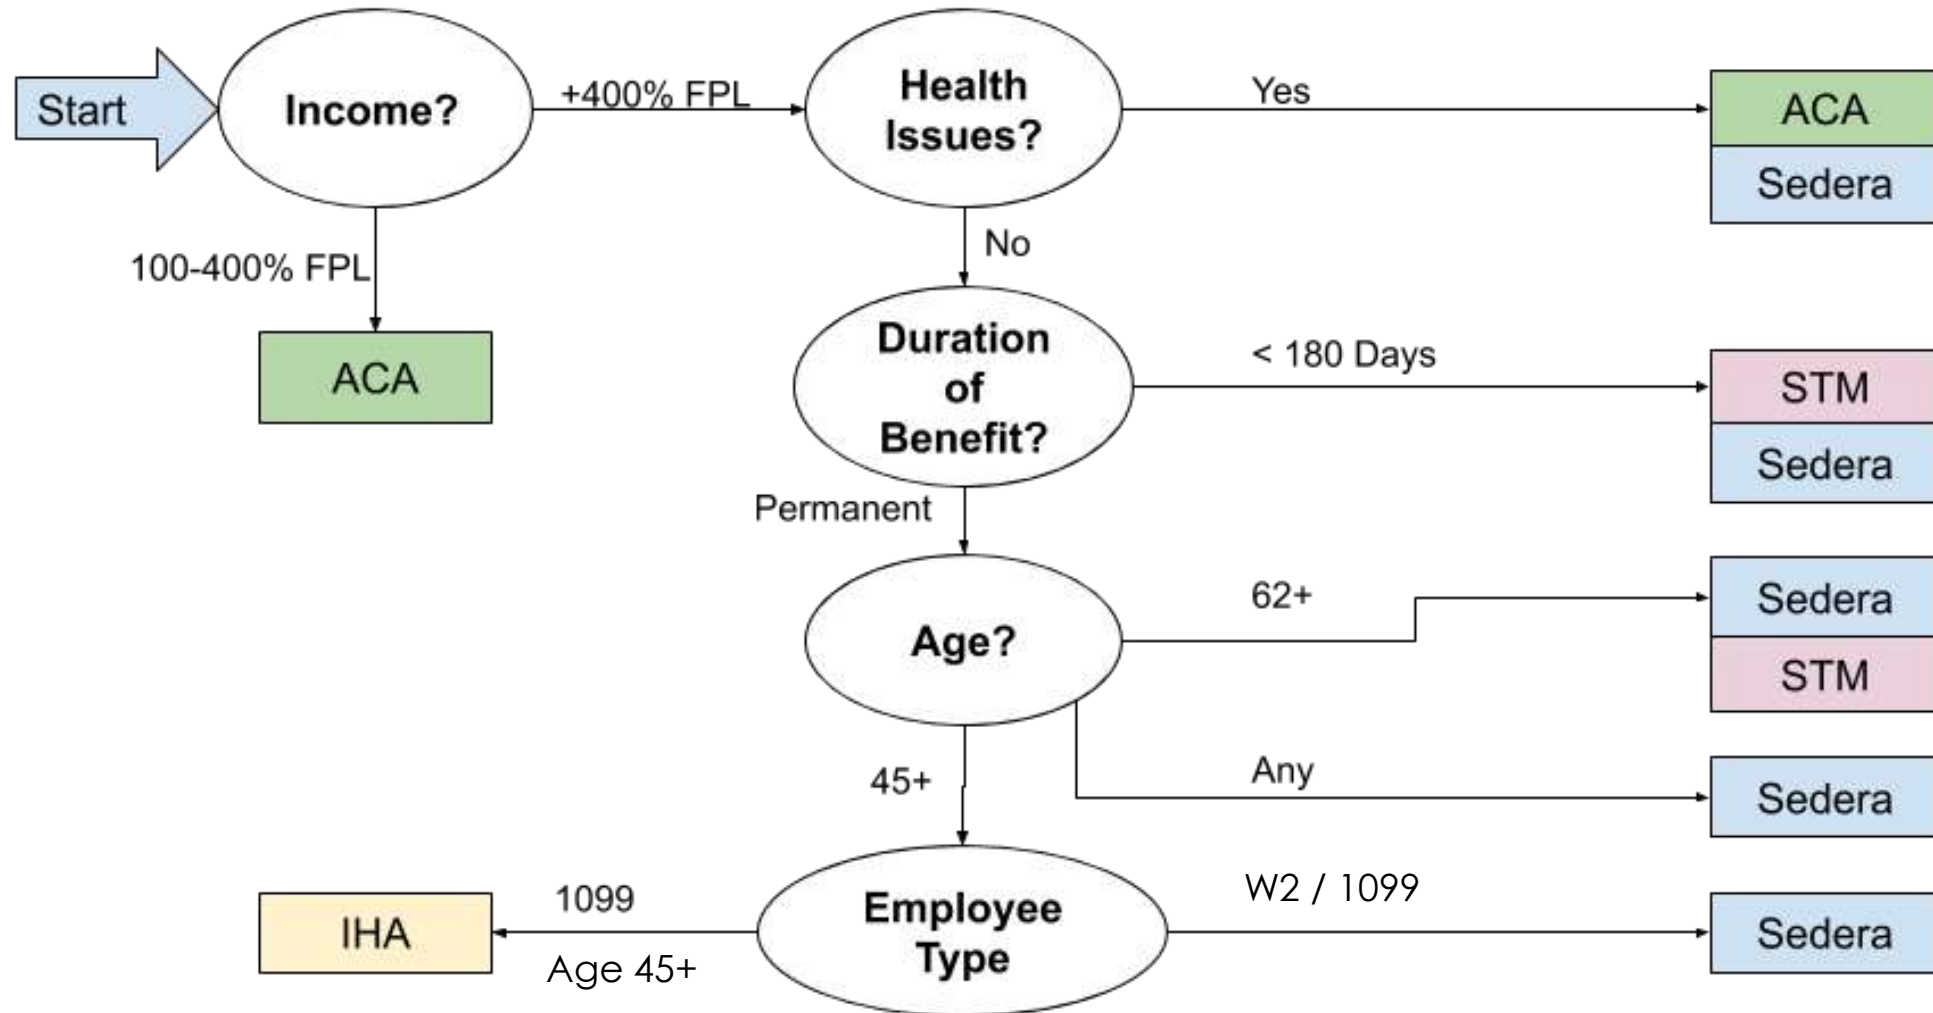 Start
Income?
+400% FPL
Health
Issues?
Yes
ACA
Sedera
No
100-400% FPL
ACA
Duration
of
Benefit?
< 180 Days
STM
Sedera
Permanent
Age?
62+
Sedera
STM
45+
Any
Sedera
IHA
1099
Age 45+
Employee
Type
W2 / 1099
Sedera